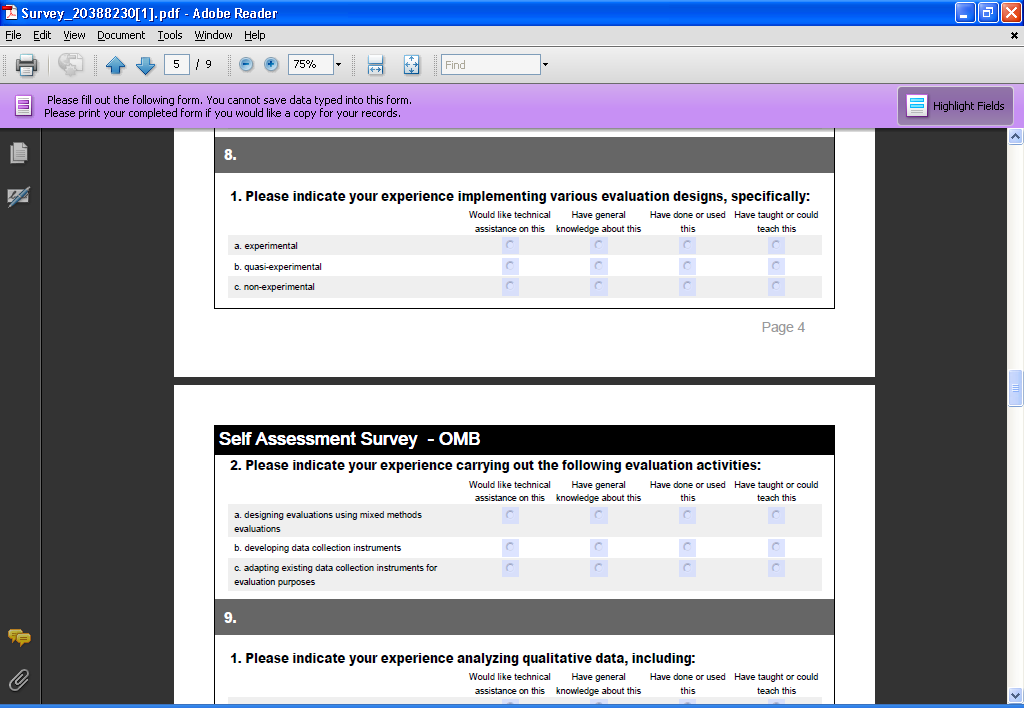 Survey_20388230[1].pdf - Adobe Reader
File Edit View Document Tools Window Help
5 / 9 75% Find
Please fill out the following form. You cannot save data typed into this form.
Please print your completed form if you would like a copy for your records.
Highlight Fields
8.
1. Please indicate your experience implementing various evaluation designs, specifically:
Would like technical Have general Have done or used Have taught or could
assistance on this knowledge about this this teach this
a. experimental
b. quasi-experimental
c. non-experimental
Page 4
Self Assessment Survey - OMB
2. Please indicate your experience carrying out the following evaluation activities:
Would like technical Have general Have done or used Have taught or could
assistance on this knowledge about this this teach this
a. designing evaluations using mixed methods
evaluations
b. developing data collection instruments
c. adapting existing data collection instruments for
evaluation purposes
9.
1. Please indicate your experience analyzing qualitative data, including:
Would like technical Have general Have done or used Have taught or could
assistance on this knowledge about this this teach this